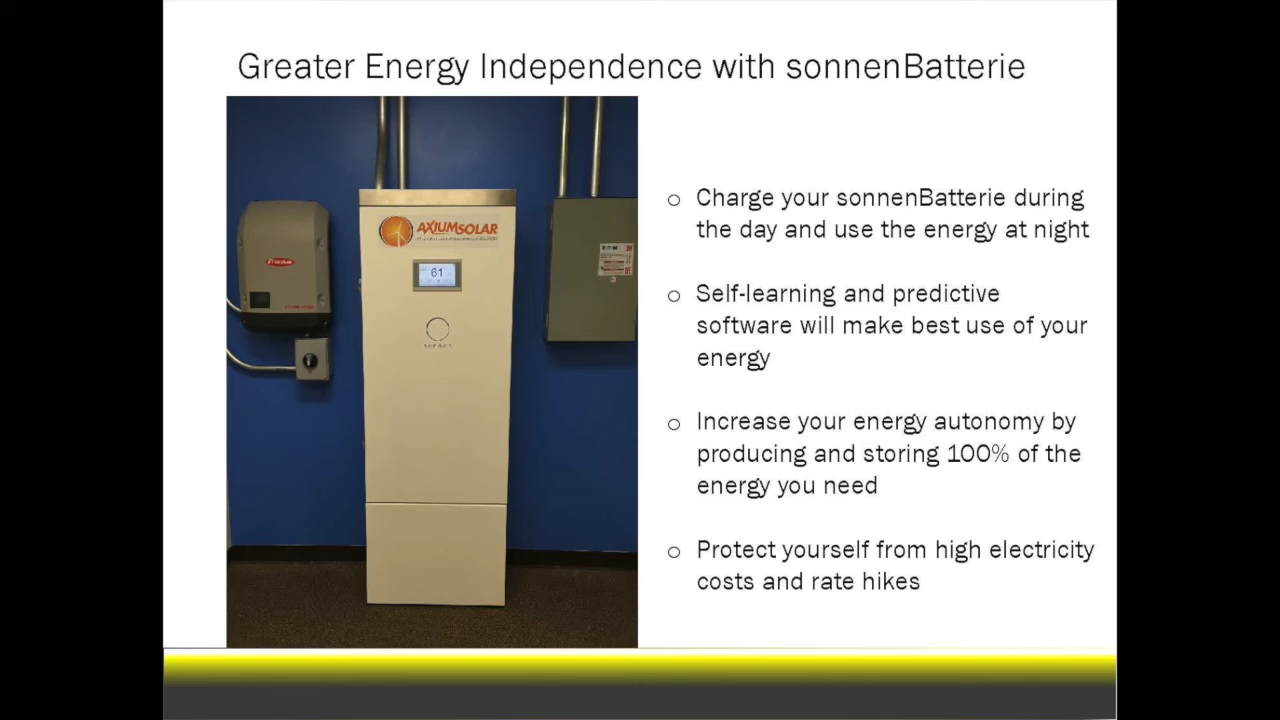 Greater Energy Independence with sonnenBatterie
AXIUMSOLAR
61
Fronius
EATON
○ Charge your sonnenBatterie during
the day and use the energy at night
○ Self-learning and predictive
software will make best use of your
energy
○ Increase your energy autonomy by
producing and storing 100% of the
energy you need
○ Protect yourself from high electricity
costs and rate hikes